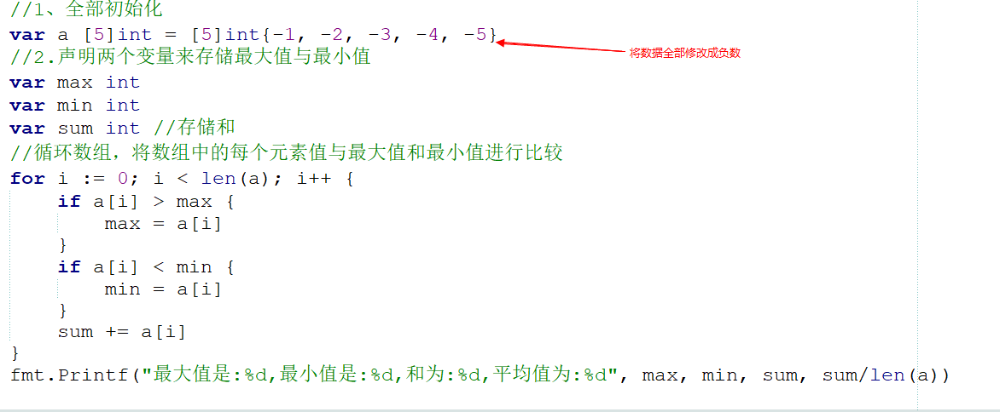 //1、全部初始化
var a [5]int = [5]int{-1, -2, -3, -4, -5}
将数据全部修改成负数
//2.声明两个变量来存储最大值与最小值
var max int
var min int
var sum int //存储和
//循环数组，将数组中的每个元素值与最大值和最小值进行比较
for i := 0; i < len(a); i++ {
    if a[i] > max {
        max = a[i]
    }
    if a[i] < min {
        min = a[i]
    }
    sum += a[i]
}
fmt.Printf("最大值是:%d,最小值是:%d,和为:%d,平均值为:%d", max, min, sum, sum/len(a))